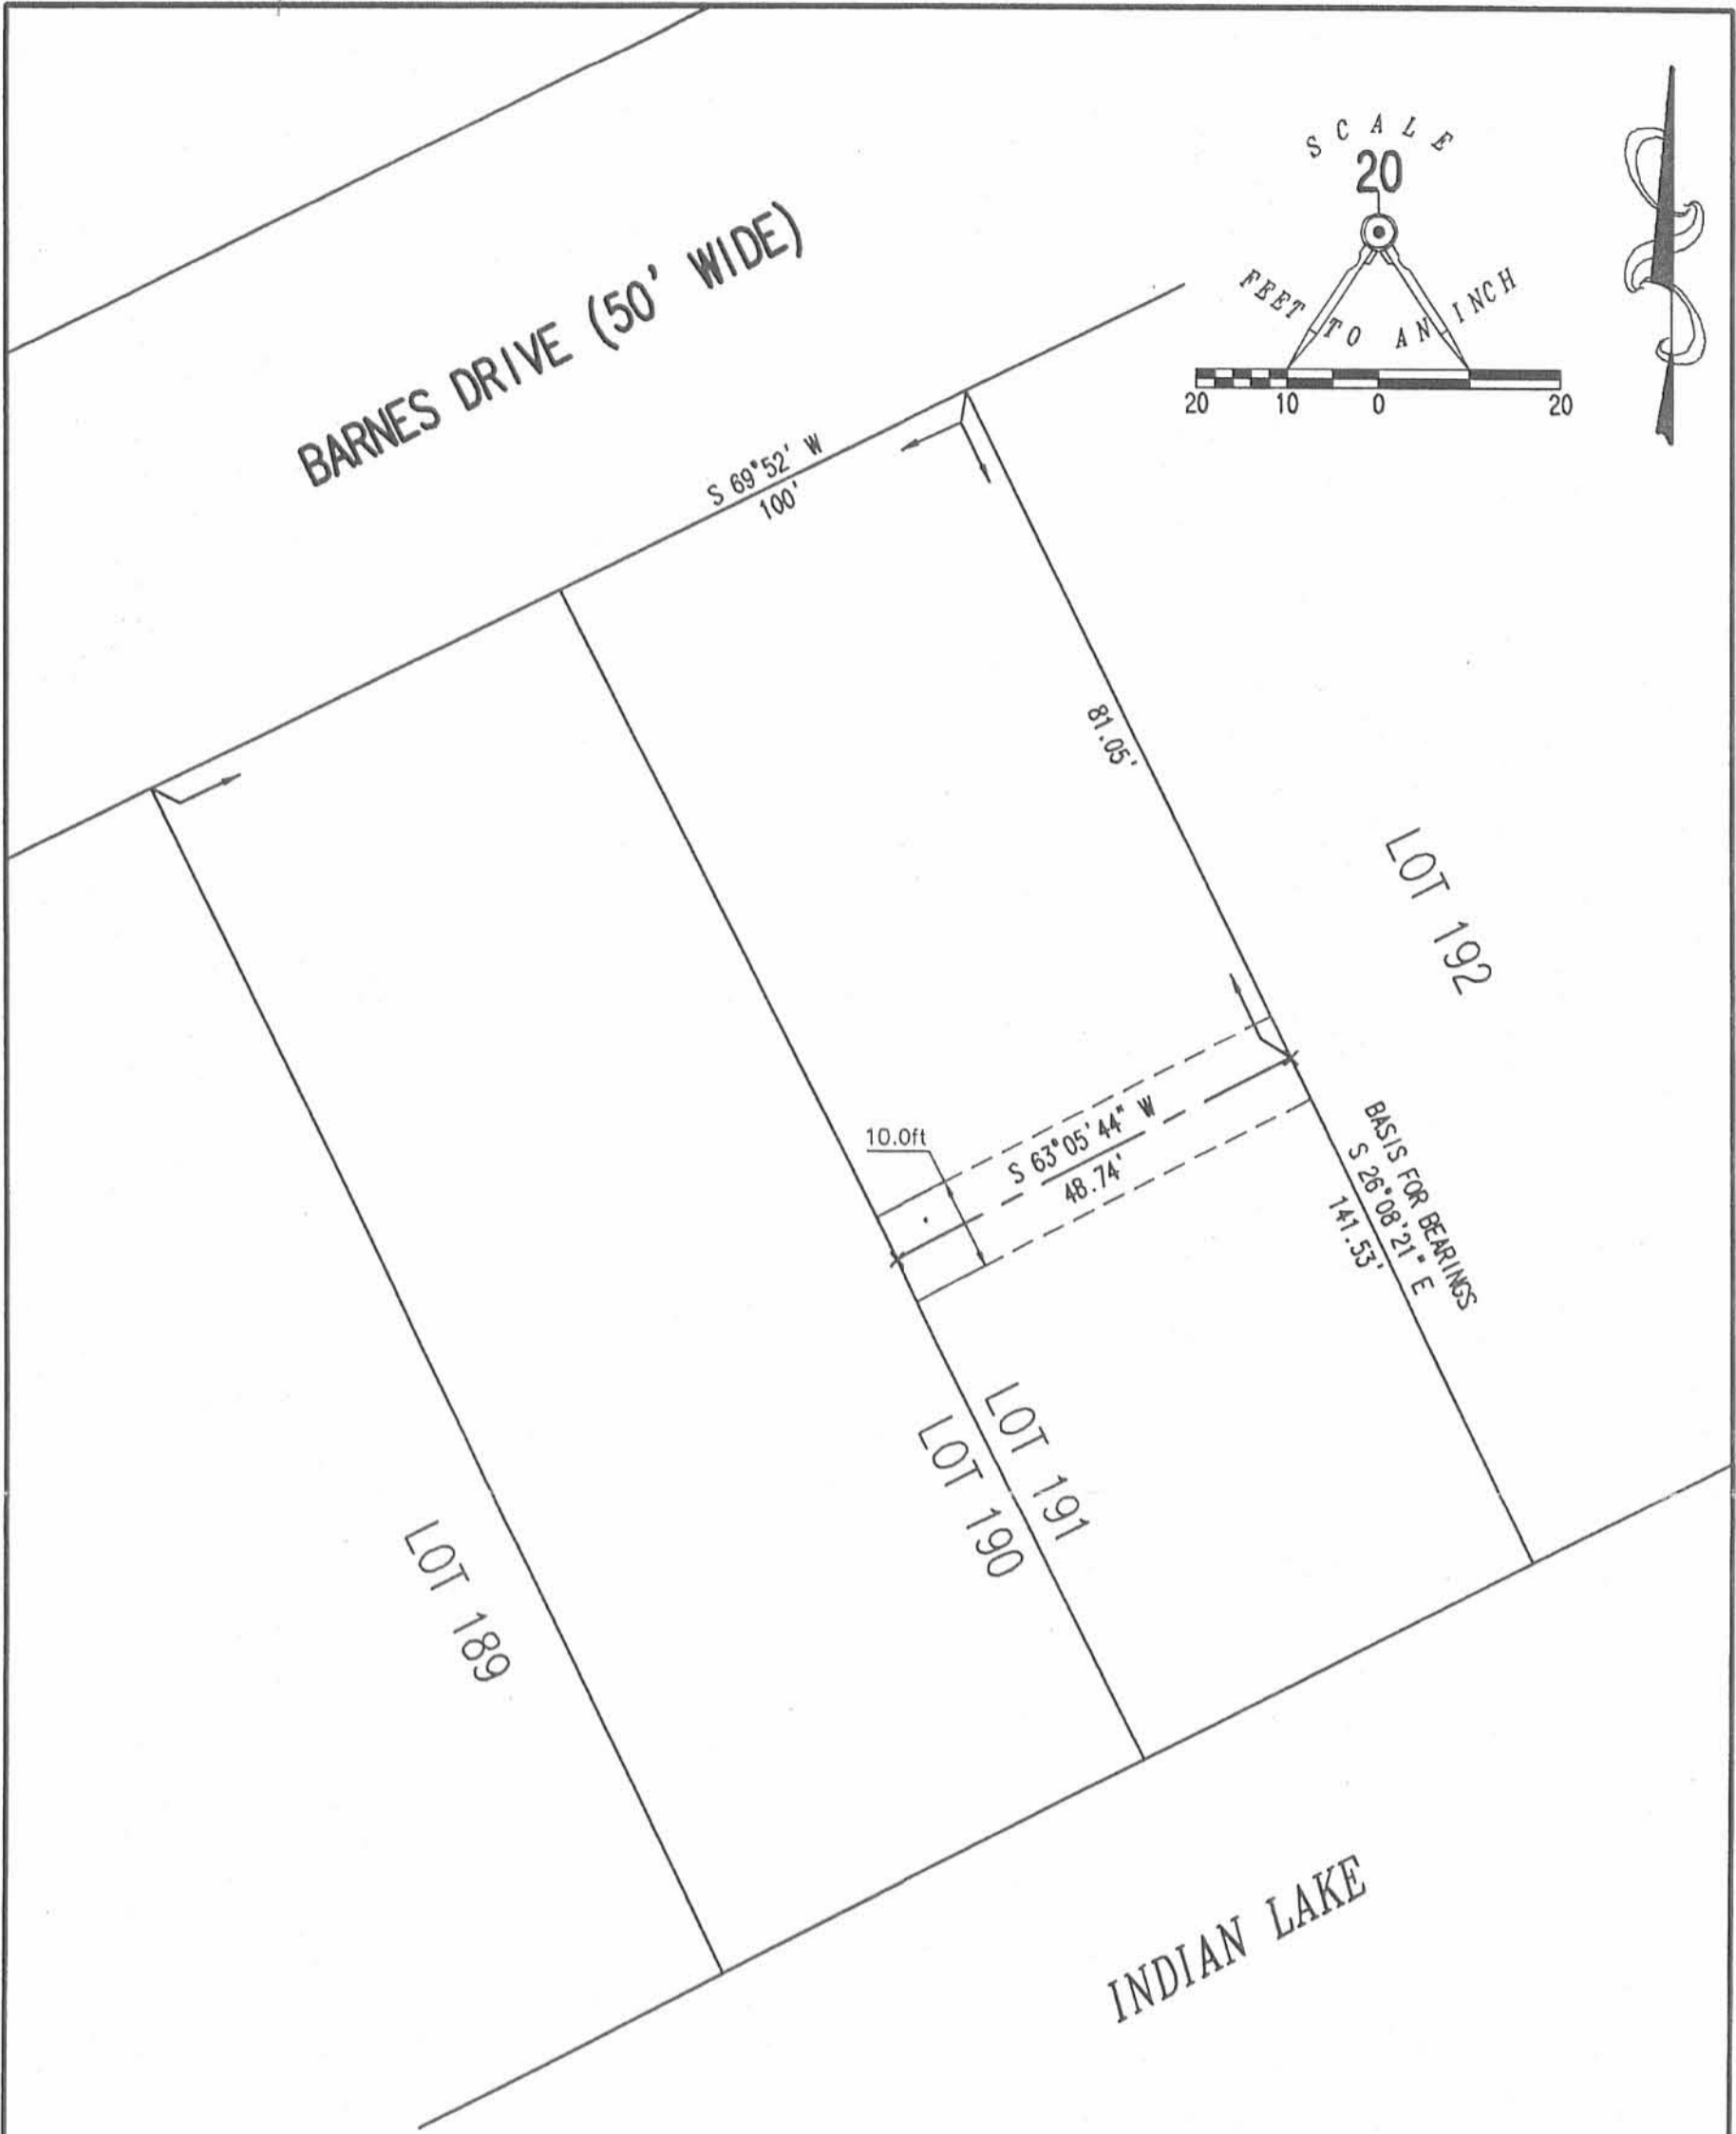 SCALE
20
FEET TO AN INCH
20 10 0 20
BARNES DRIVE (50' WIDE)
S 69°52' W
100'
81.05'
LOT 192
10.0ft
S 63°05'44" W
48.74'
BASIS FOR BEARINGS
S 26°08'21" E
141.53'
LOT 191
LOT 190
LOT 189
INDIAN LAKE